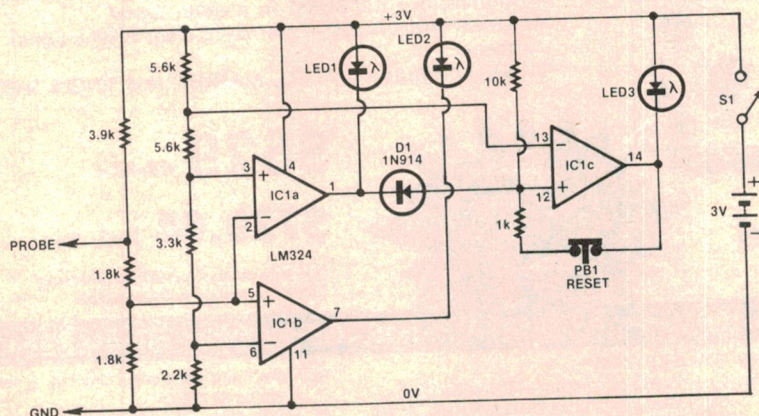 +3V
LED2
5.6k
LED1
λ
λ
10k
LED3
λ
S1
3.9k
5.6k
D1
1N914
13
−
IC1c
14
+
12
3
+
4
IC1a
1
−
2
+
3V
−
PROBE
1.8k
3.3k
LM324
1k
PB1
RESET
5
+
IC1b
7
−
6
11
1.8k
2.2k
0V
GND